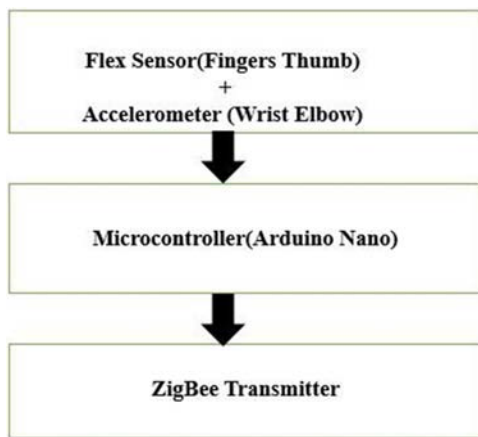 Flex Sensor(Fingers Thumb)
+
Accelerometer (Wrist Elbow)
Microcontroller(Arduino Nano)
ZigBee Transmitter